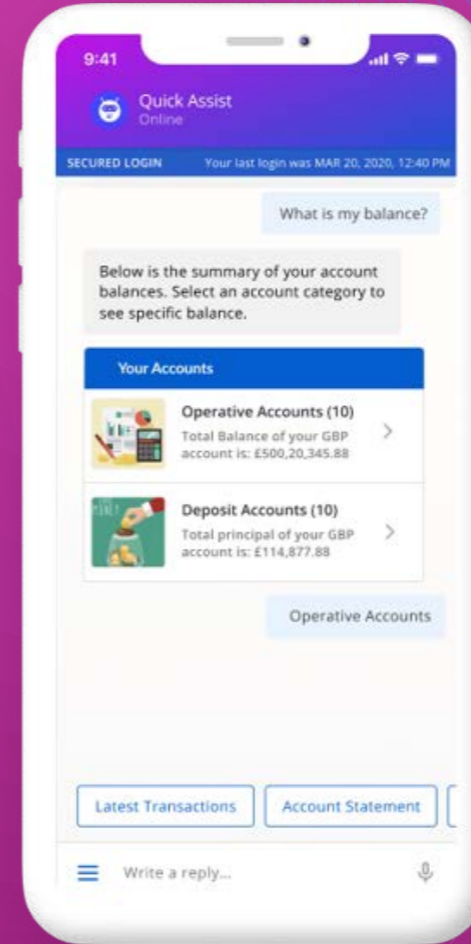 9:41
Quick Assist
Online
SECURED LOGIN Your last login was MAR 20, 2020, 12:40 PM
What is my balance?
Below is the summary of your account
balances. Select an account category to
see specific balance.
Your Accounts
Operative Accounts (10)
Total Balance of your GBP
account is: £500,20,345.88
Deposit Accounts (10)
Total principal of your GBP
account is: £114,877.88
Operative Accounts
Latest Transactions
Account Statement
Write a reply...